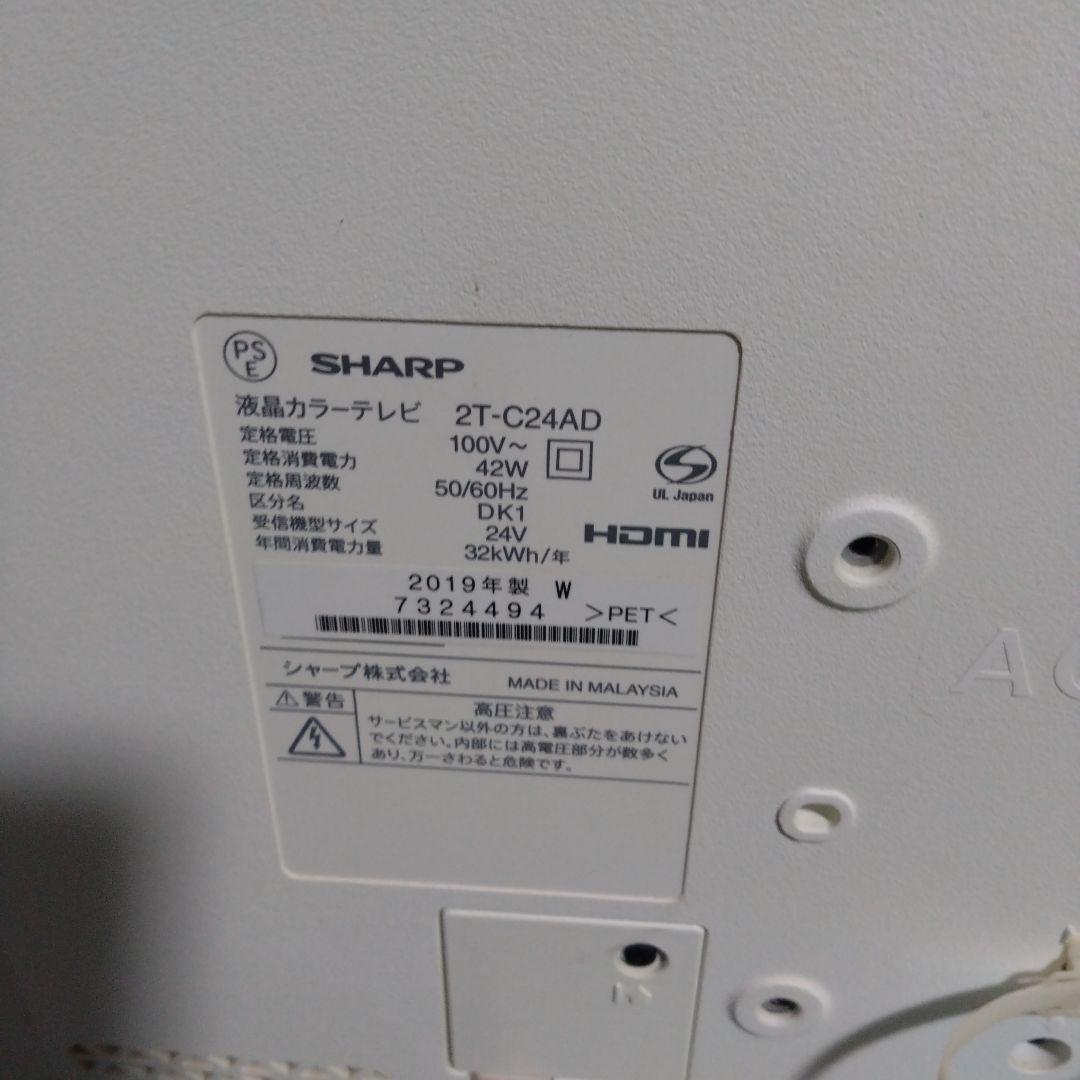 PSE SHARP
液晶カラーテレビ 2T-C24AD
定格電圧 100V～
定格消費電力 42W
定格周波数 50/60Hz
区分名 DK1
受信機型サイズ 24V
年間消費電力量 32kWh/年
UL Japan
HDMI
2019年製 W
7324494 >PET<
シャープ株式会社 MADE IN MALAYSIA
警告
高圧注意
サービスマン以外の方は、裏ぶたをあけない
でください。内部には高電圧部分が数多く
あり、万一さわると危険です。